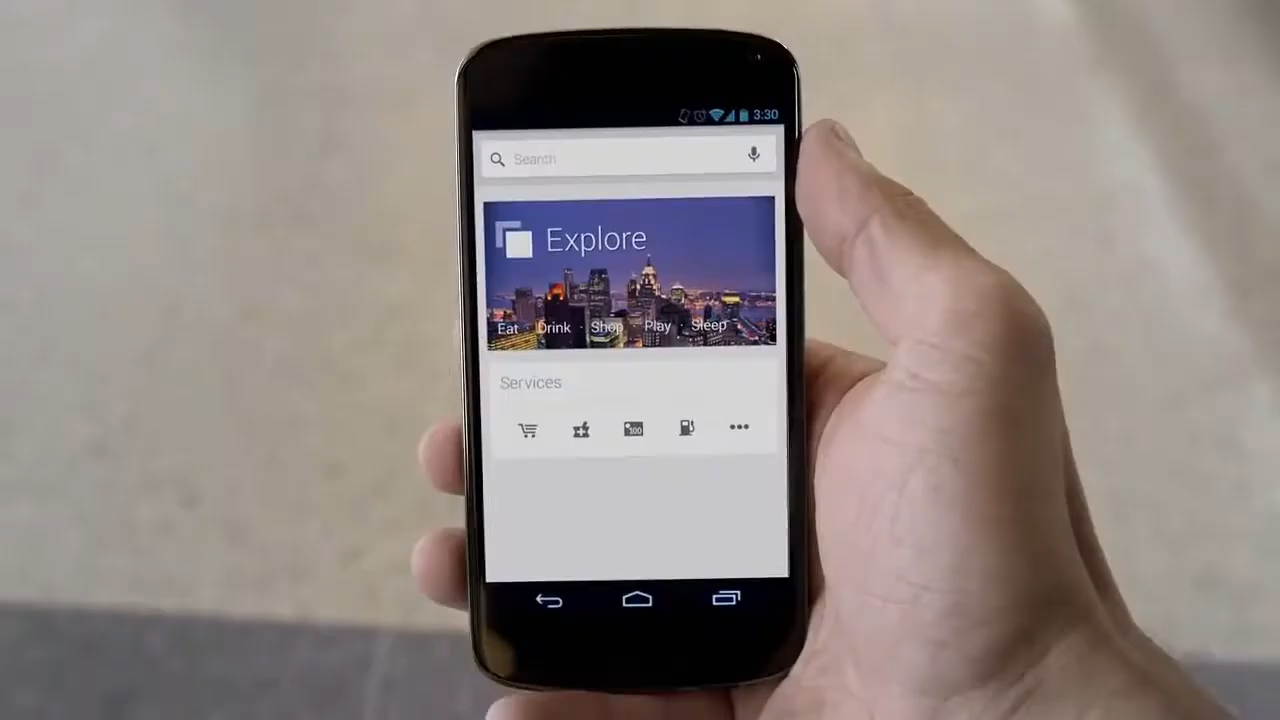 3:30
Search
Explore
Eat · Drink · Shop · Play · Sleep
Services
100